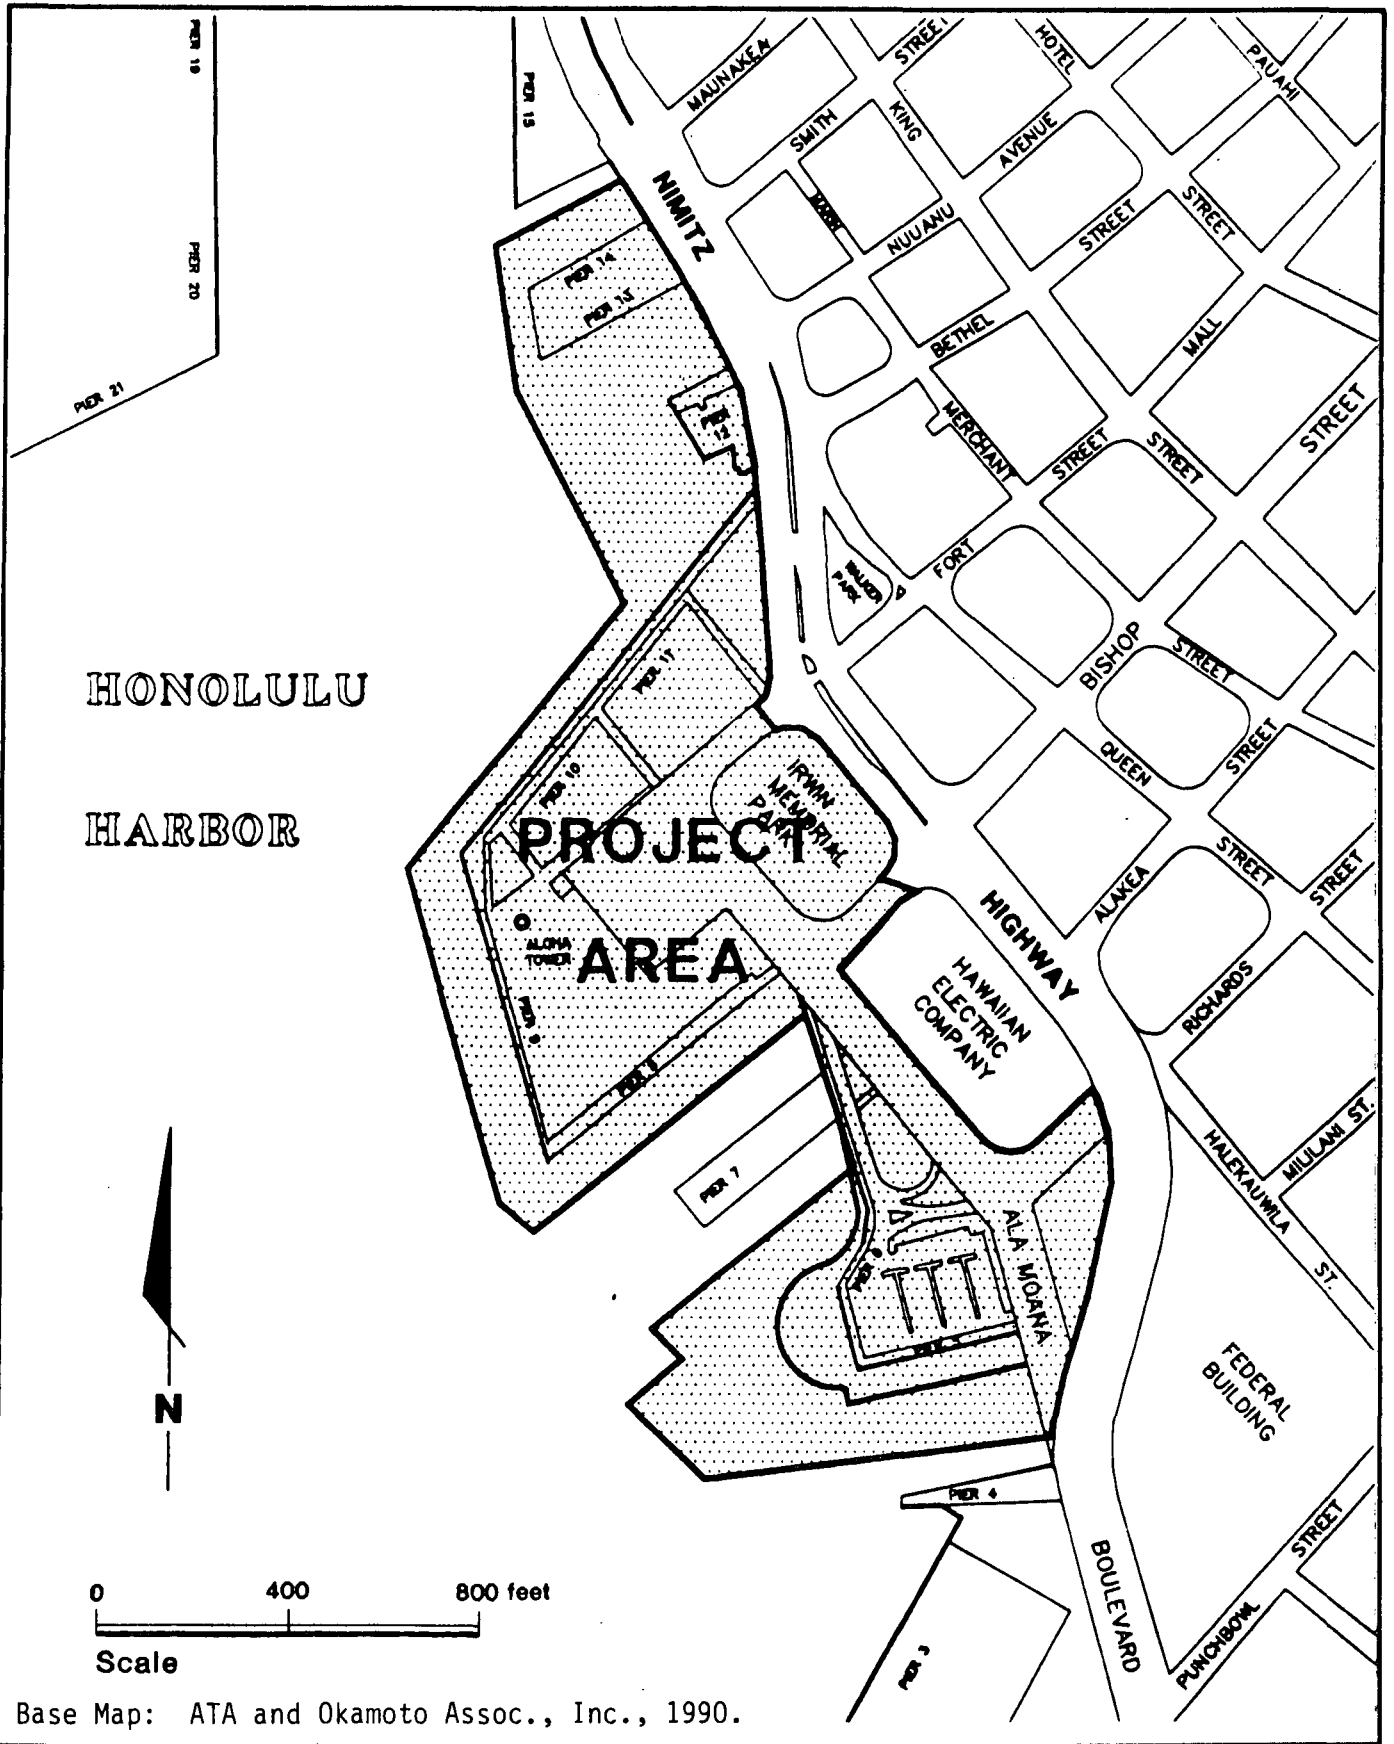 PIER 19
PIER 20
PIER 21
PIER 15
MAUNAKEA
STREET
HOTEL
PAUAHI
SMITH
KING
AVENUE
NIMITZ
MARIN
NUUANU
STREET
STREET
PIER 14
PIER 13
BETHEL
MALL
12
MERCHANT
STREET
STREET
STREET
WALKER
PARK
FORT
BISHOP
STREET
HONOLULU
HARBOR
PIER 11
PIER 10
IRWIN
MEMORIAL
PARK
QUEEN
STREET
PROJECT
AREA
STREET
STREET
ALAKEA
HIGHWAY
ALOHA
TOWER
HAWAIIAN
ELECTRIC
COMPANY
RICHARDS
PIER 9
PIER 8
PIER 7
MILILANI ST.
HALEKAUWILA
ST.
ALA MOANA
PIER 6
FEDERAL
BUILDING
N
PIER 4
STREET
BOULEVARD
PUNCHBOWL
PIER 3
0 400 800 feet
Scale
Base Map: ATA and Okamoto Assoc., Inc., 1990.